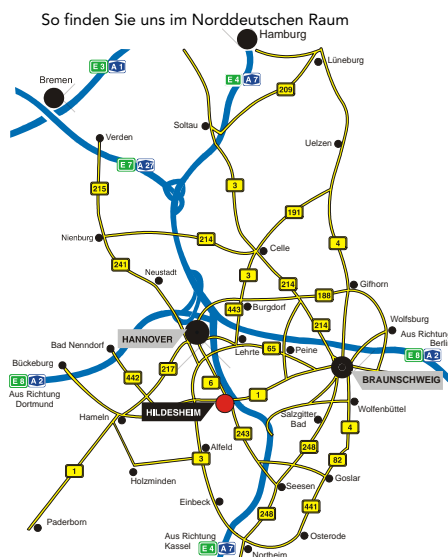 So finden Sie uns im Norddeutschen Raum
Hamburg
E 3 A 1
Lüneburg
Bremen
E 4 A 7
209
Soltau
Verden
Uelzen
E 7 A 27
215
3
191
Nienburg
214
4
Celle
241
Neustadt
3
214
Gifhorn
188
443
Burgdorf
214
Wolfsburg
Aus Richtung
Berli
HANNOVER
Bad Nenndorf
Lehrte
65
Peine
E 8 A 2
Bückeburg
217
442
6
BRAUNSCHWEIG
E 8 A 2
Aus Richtung
Dortmund
1
HILDESHEIM
Wolfenbüttel
Hameln
Salzgitter
Bad
243
4
Alfeld
248
3
82
1
Holzminden
Goslar
Seesen
Einbeck
441
248
Paderborn
Aus Richtung
Kassel
Osterode
E 4 A 7
Northeim